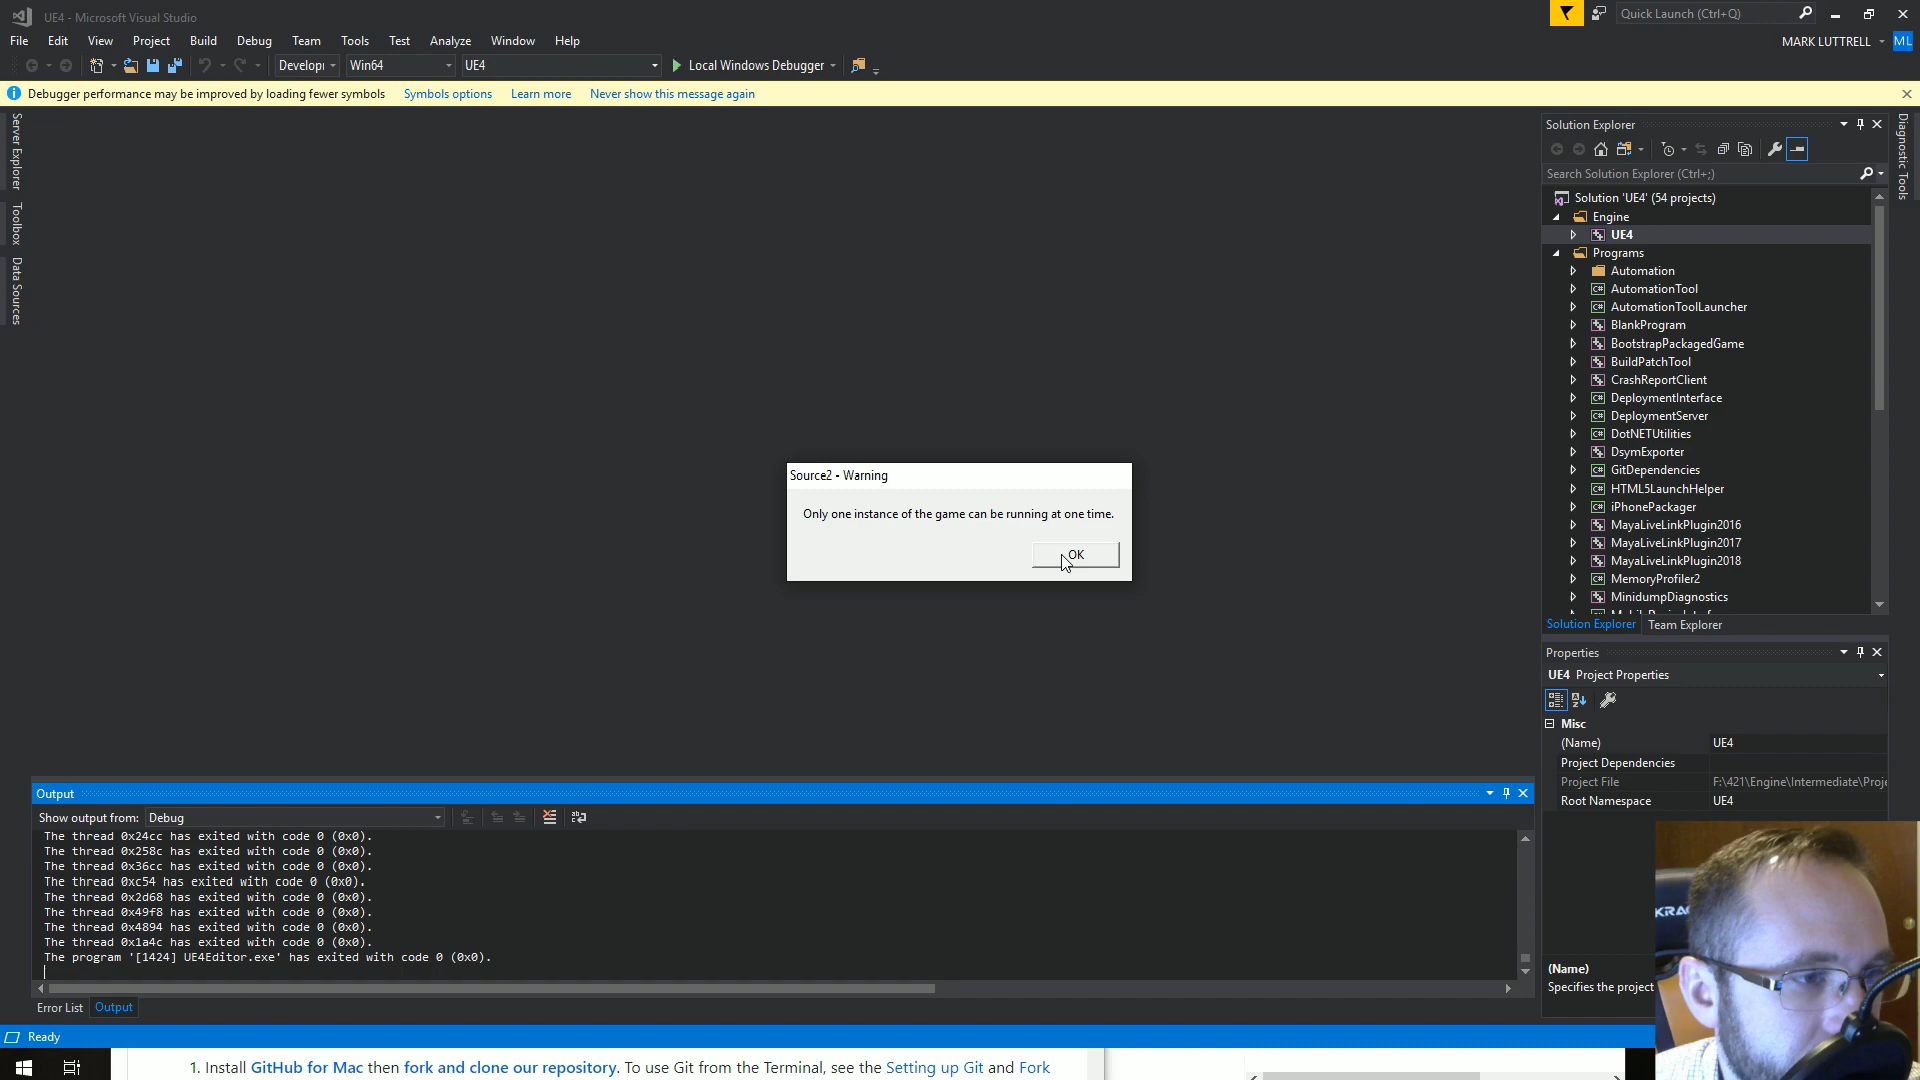 UE4 - Microsoft Visual Studio
Quick Launch (Ctrl+Q)
File Edit View Project Build Debug Team Tools Test Analyze Window Help
MARK LUTTRELL ML
Develop Win64 UE4 Local Windows Debugger
Debugger performance may be improved by loading fewer symbols Symbols options Learn more Never show this message again
Server Explorer
Toolbox
Data Sources
Diagnostic Tools
Solution Explorer
Search Solution Explorer (Ctrl+;)
Solution 'UE4' (54 projects)
Engine
UE4
Programs
Automation
AutomationTool
AutomationToolLauncher
BlankProgram
BootstrapPackagedGame
BuildPatchTool
CrashReportClient
DeploymentInterface
DeploymentServer
DotNETUtilities
DsymExporter
GitDependencies
HTML5LaunchHelper
iPhonePackager
MayaLiveLinkPlugin2016
MayaLiveLinkPlugin2017
MayaLiveLinkPlugin2018
MemoryProfiler2
MinidumpDiagnostics
Solution Explorer Team Explorer
Source2 - Warning
Only one instance of the game can be running at one time.
OK
Properties
UE4 Project Properties
Misc
(Name) UE4
Project Dependencies
Project File F:\421\Engine\Intermediate\Proje
Root Namespace UE4
(Name)
Specifies the project
Output
Show output from: Debug
The thread 0x24cc has exited with code 0 (0x0).
The thread 0x258c has exited with code 0 (0x0).
The thread 0x36cc has exited with code 0 (0x0).
The thread 0xc54 has exited with code 0 (0x0).
The thread 0x2d68 has exited with code 0 (0x0).
The thread 0x49f8 has exited with code 0 (0x0).
The thread 0x4894 has exited with code 0 (0x0).
The thread 0x1a4c has exited with code 0 (0x0).
The program '[1424] UE4Editor.exe' has exited with code 0 (0x0).
Error List Output
Ready
1. Install GitHub for Mac then fork and clone our repository. To use Git from the Terminal, see the Setting up Git and Fork